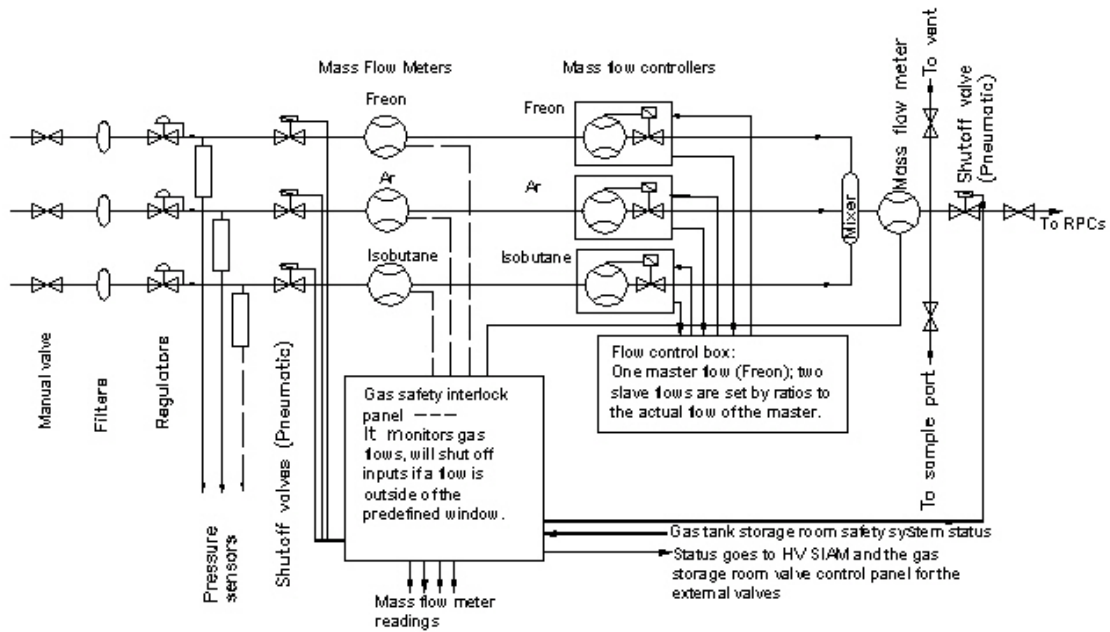 Mass Flow Meters
Mass flow controllers
Freon
Freon
Ar
Ar
Isobutane
Isobutane
Mixer
Mass flow meter
To vent
Shutoff valve
(Pneumatic)
To RPCs
To sample port
Manual valve
Filters
Regulators
Pressure
sensors
Shutoff valves (Pneumatic)
Gas safety interlock
panel
It monitors gas
flows, will shut off
inputs if a flow is
outside of the
predefined window.
Flow control box:
One master flow (Freon); two
slave flows are set by ratios to
the actual flow of the master.
Gas tank storage room safety system status
Status goes to HV SIAM and the gas
storage room valve control panel for the
external valves
Mass flow meter
readings